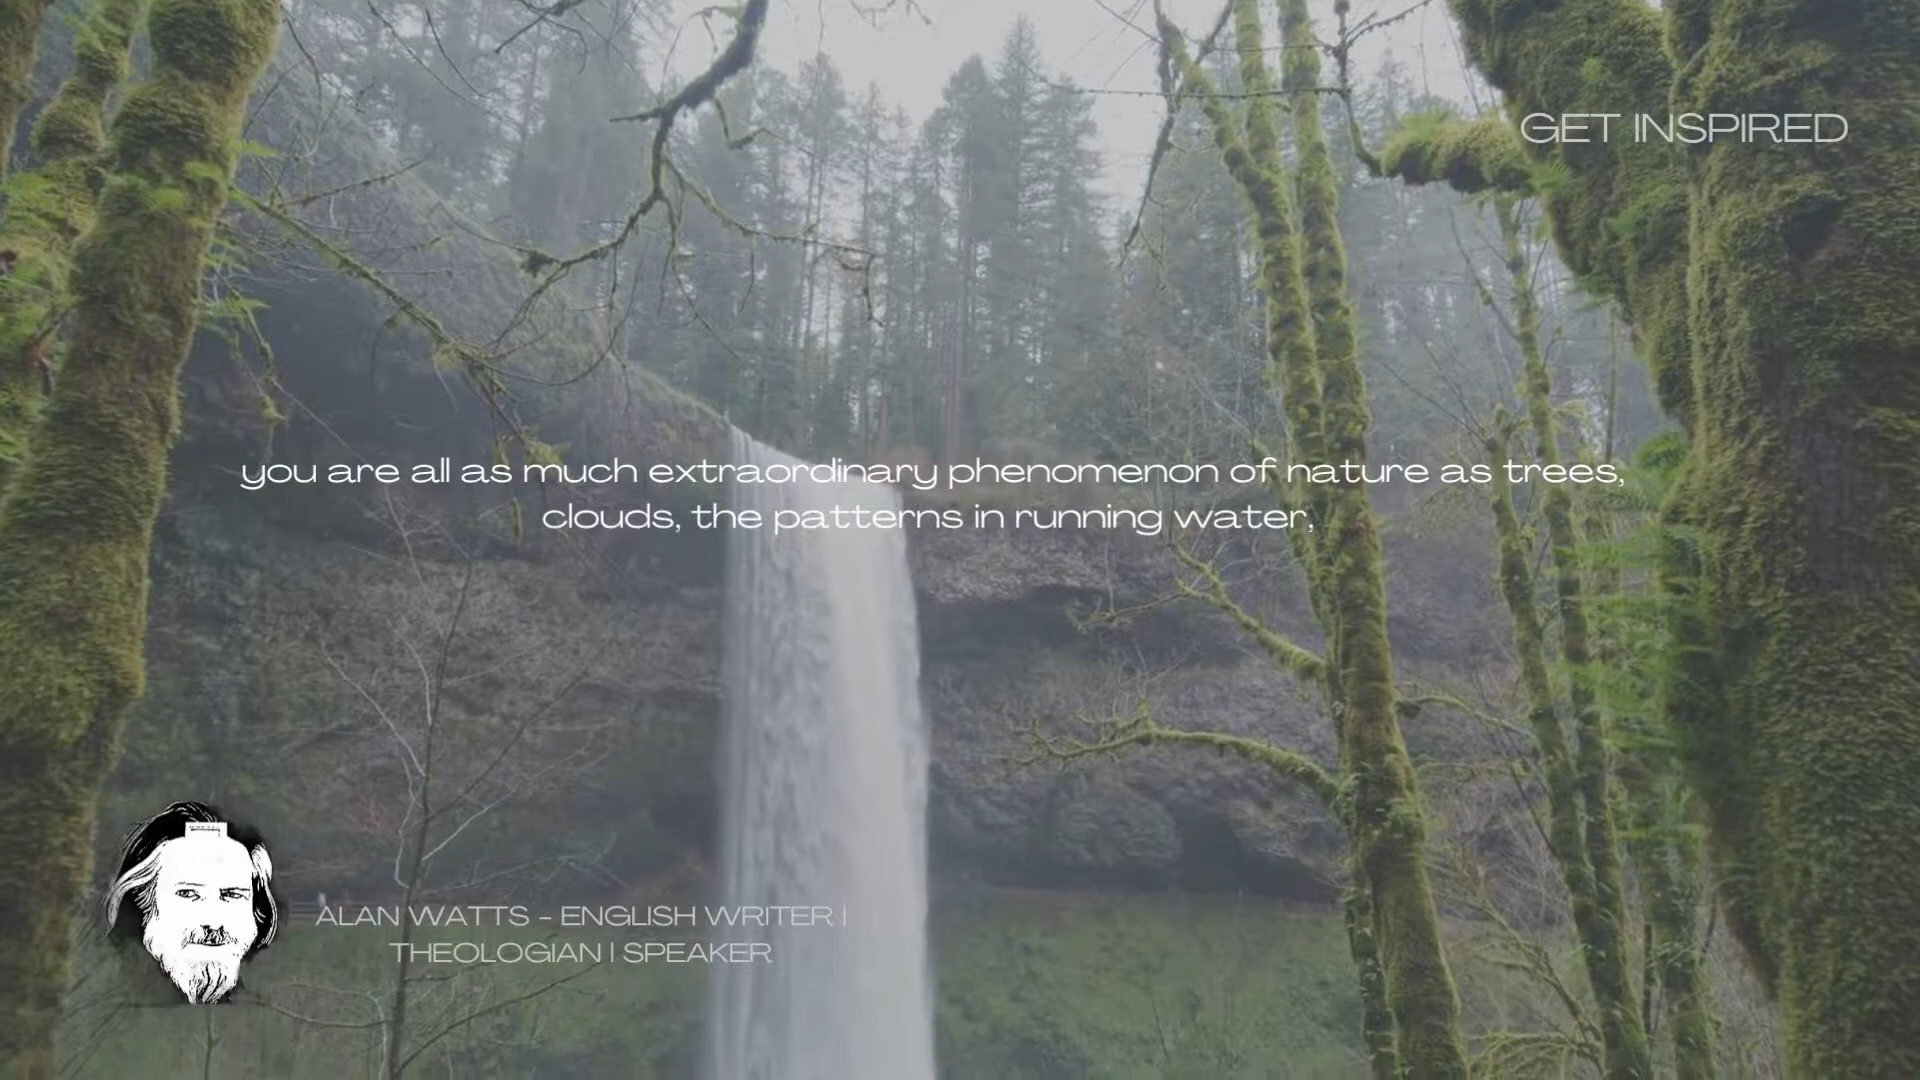 GET INSPIRED
you are all as much extraordinary phenomenon of nature as trees,
clouds, the patterns in running water,
ALAN WATTS - ENGLISH WRITER |
THEOLOGIAN | SPEAKER